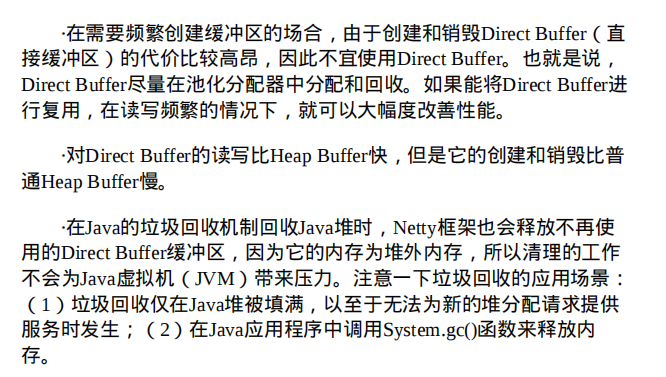 ·在需要频繁创建缓冲区的场合，由于创建和销毁Direct Buffer（直
接缓冲区）的代价比较高昂，因此不宜使用Direct Buffer。也就是说，
Direct Buffer尽量在池化分配器中分配和回收。如果能将Direct Buffer进
行复用，在读写频繁的情况下，就可以大幅度改善性能。
·对Direct Buffer的读写比Heap Buffer快，但是它的创建和销毁比普
通Heap Buffer慢。
·在Java的垃圾回收机制回收Java堆时，Netty框架也会释放不再使
用的Direct Buffer缓冲区，因为它的内存为堆外内存，所以清理的工作
不会为Java虚拟机（JVM）带来压力。注意一下垃圾回收的应用场景：
（1）垃圾回收仅在Java堆被填满，以至于无法为新的堆分配请求提供
服务时发生；（2）在Java应用程序中调用System.gc()函数来释放内
存。